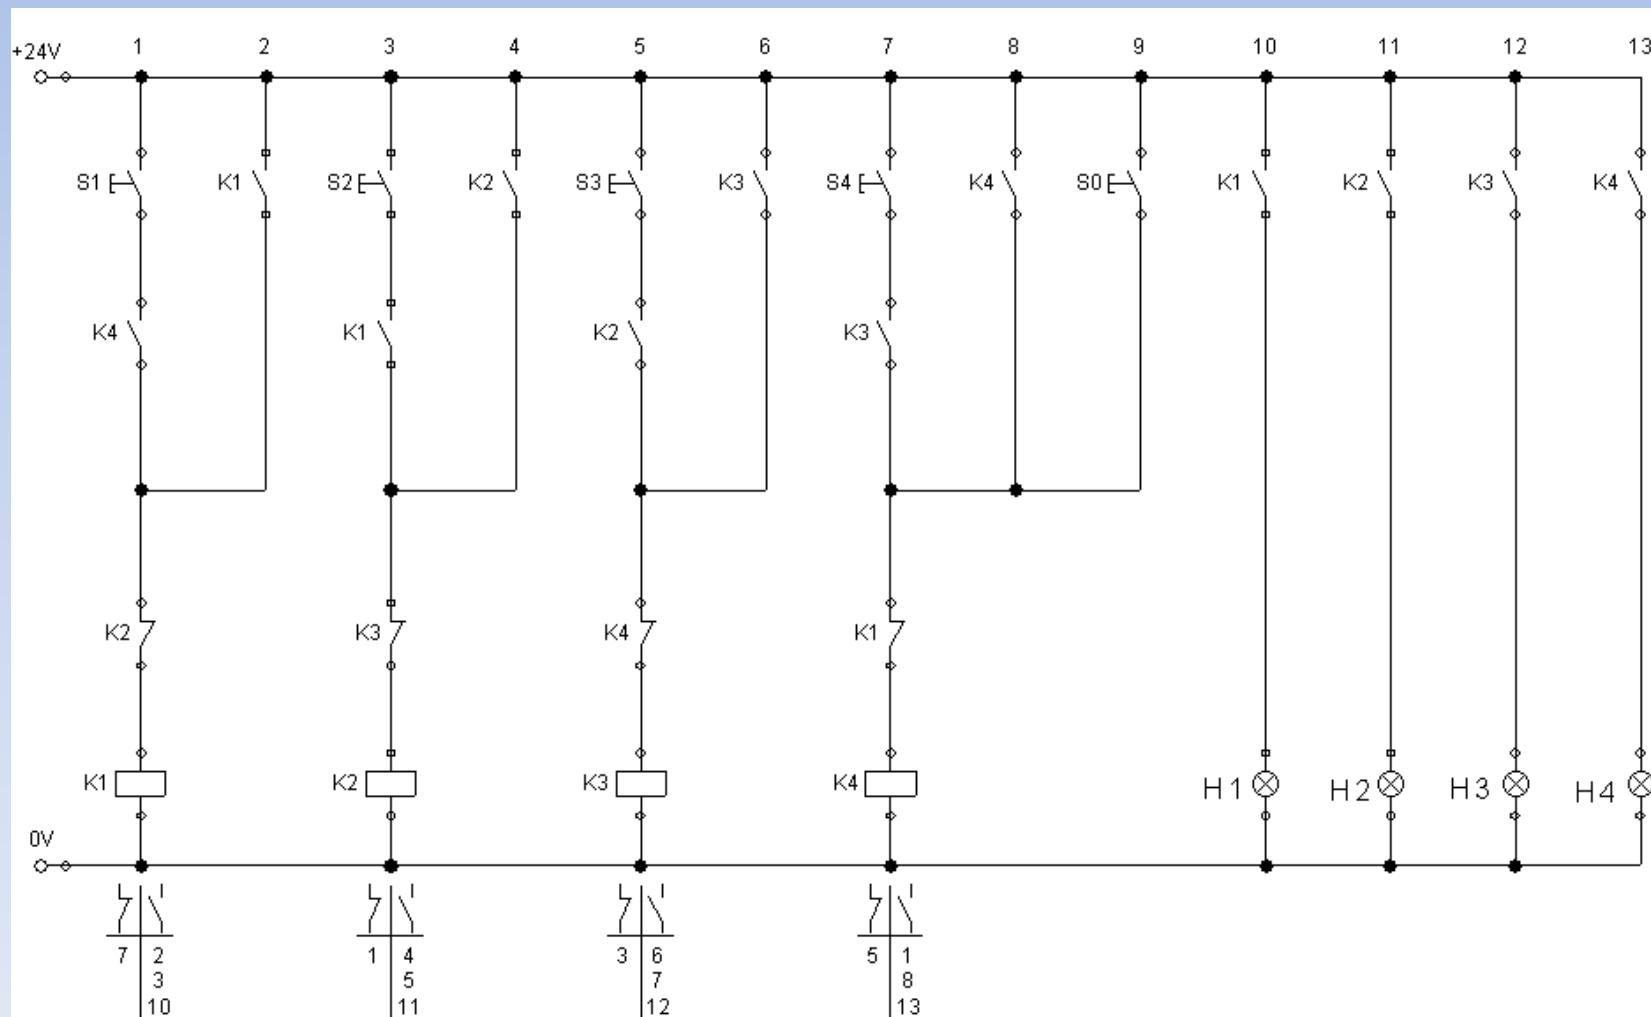 +24V 1 2 3 4 5 6 7 8 9 10 11 12 13
S1 K1 S2 K2 S3 K3 S4 K4 S0 K1 K2 K3 K4
K4 K1 K2 K3
K2 K3 K4 K1
K1 K2 K3 K4 H1 H2 H3 H4
0V
7 2 1 4 3 6 5 1
3 5 7 8
10 11 12 13